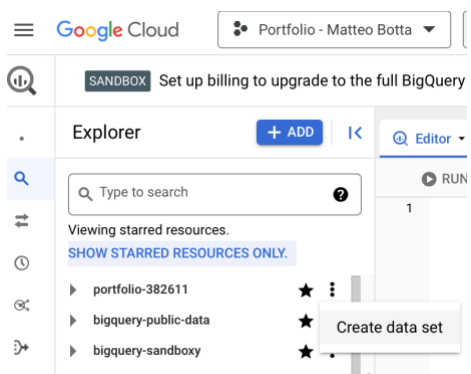 Google Cloud
Portfolio - Matteo Botta
SANDBOX Set up billing to upgrade to the full BigQuery
Explorer
+ ADD
Editor
Type to search
RUN
1
Viewing starred resources.
SHOW STARRED RESOURCES ONLY.
portfolio-382611
bigquery-public-data
Create data set
bigquery-sandboxy